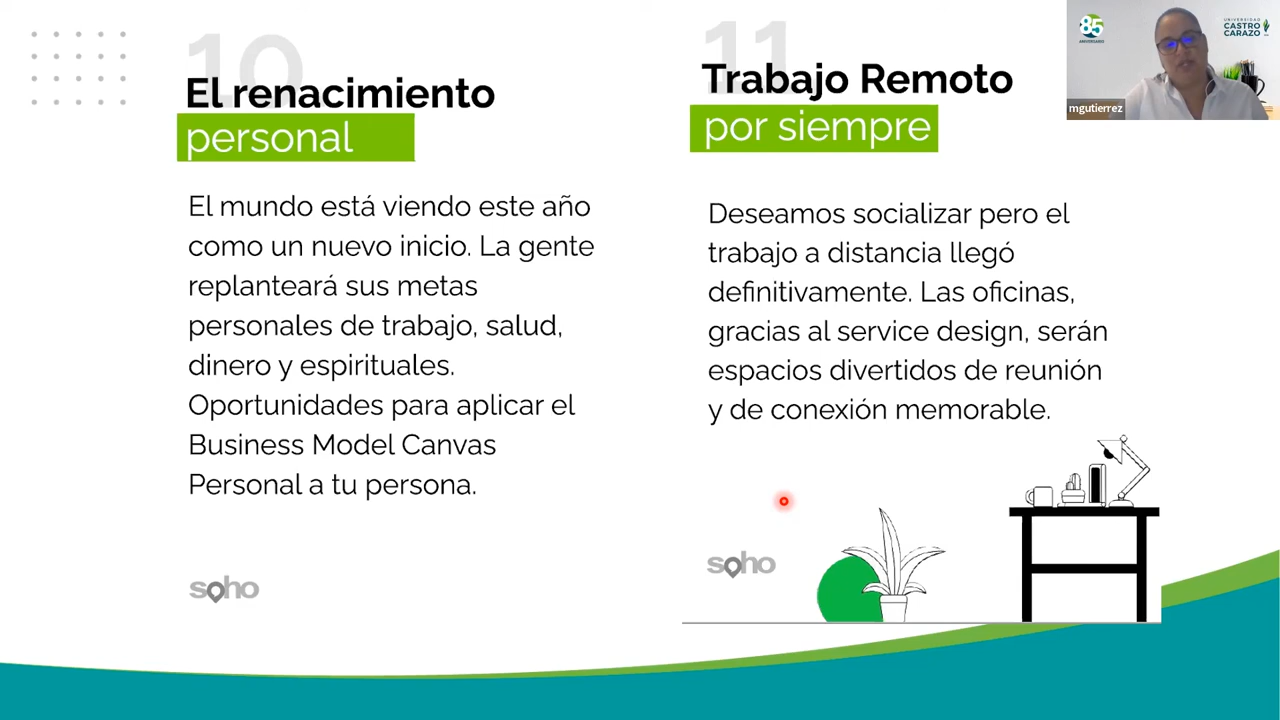 10
El renacimiento
personal
El mundo está viendo este año
como un nuevo inicio. La gente
replanteará sus metas
personales de trabajo, salud,
dinero y espirituales.
Oportunidades para aplicar el
Business Model Canvas
Personal a tu persona.
soho
11
Trabajo Remoto
por siempre
Deseamos socializar pero el
trabajo a distancia llegó
definitivamente. Las oficinas,
gracias al service design, serán
espacios divertidos de reunión
y de conexión memorable.
soho
85
ANIVERSARIO
UNIVERSIDAD
CASTRO
CARAZO
mgutierrez